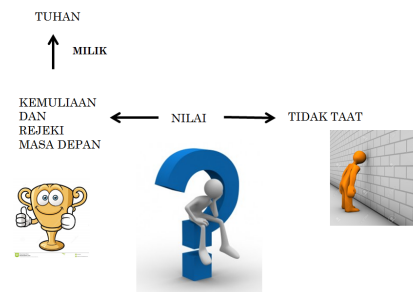 TUHAN
MILIK
KEMULIAAN
DAN
REJEKI
MASA DEPAN
NILAI
TIDAK TAAT